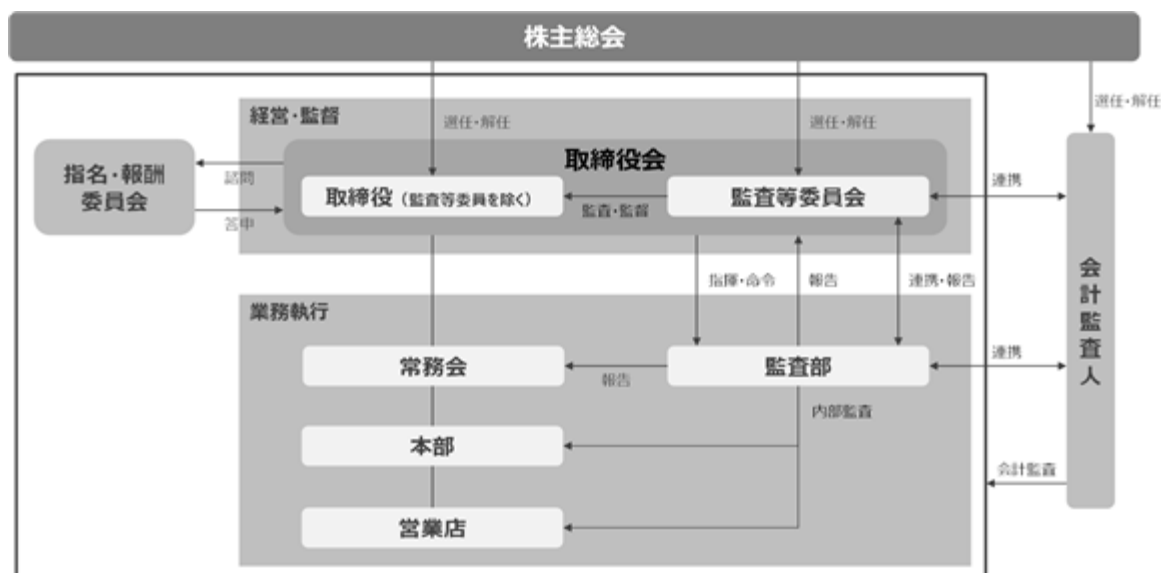 株主総会
経営・監督
選任・解任
選任・解任
選任・解任
指名・報酬
委員会
諮問
答申
取締役会
取締役（監査等委員を除く）
監査・監督
監査等委員会
連携
指揮・命令
報告
連携・報告
会計監査人
業務執行
常務会
報告
監査部
連携
内部監査
本部
会計監査
営業店